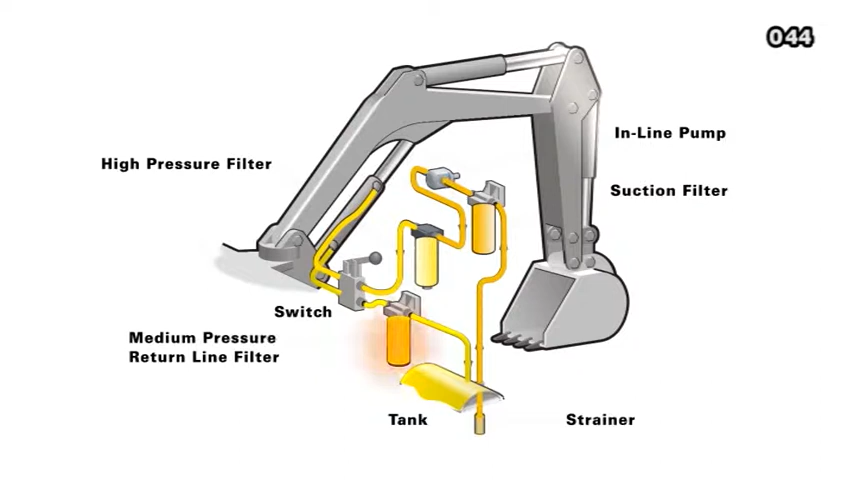 044
In-Line Pump
High Pressure Filter
Suction Filter
Switch
Medium Pressure
Return Line Filter
Tank
Strainer